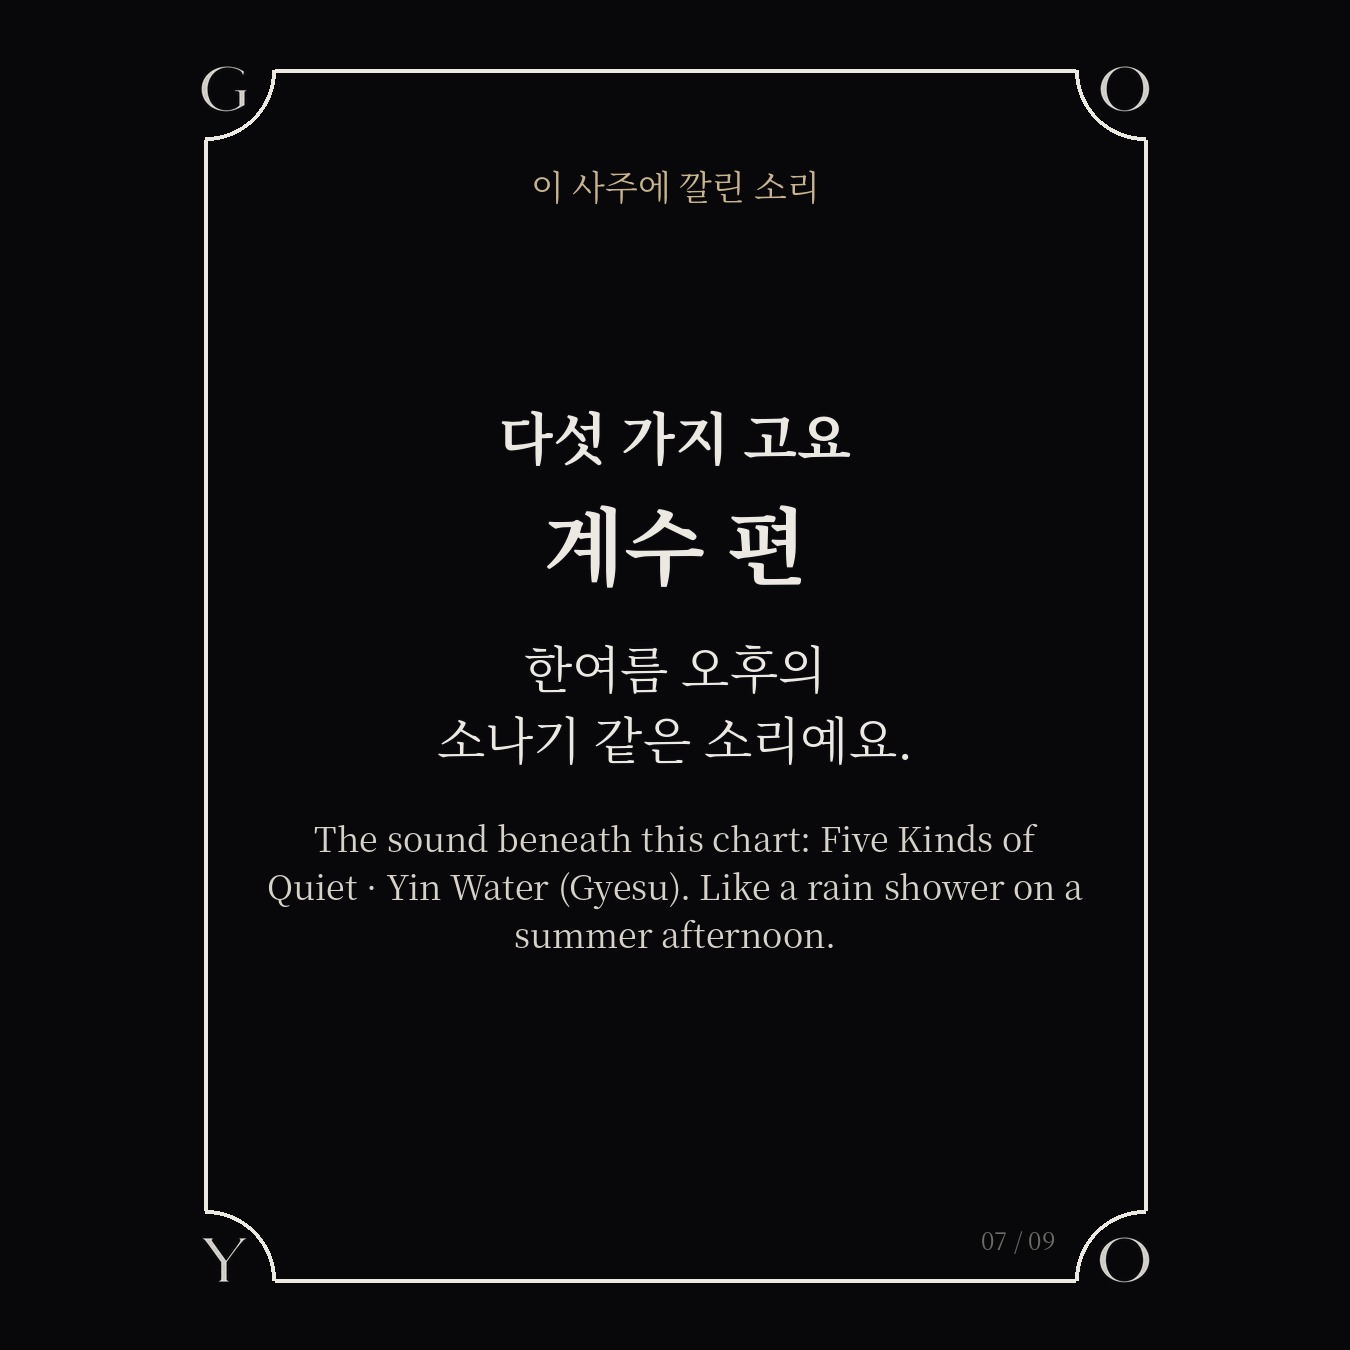 G O
이 사주에 깔린 소리
다섯 가지 고요
계수 편
한여름 오후의
소나기 같은 소리예요.
The sound beneath this chart: Five Kinds of
Quiet · Yin Water (Gyesu). Like a rain shower on a
summer afternoon.
07 / 09
Y O